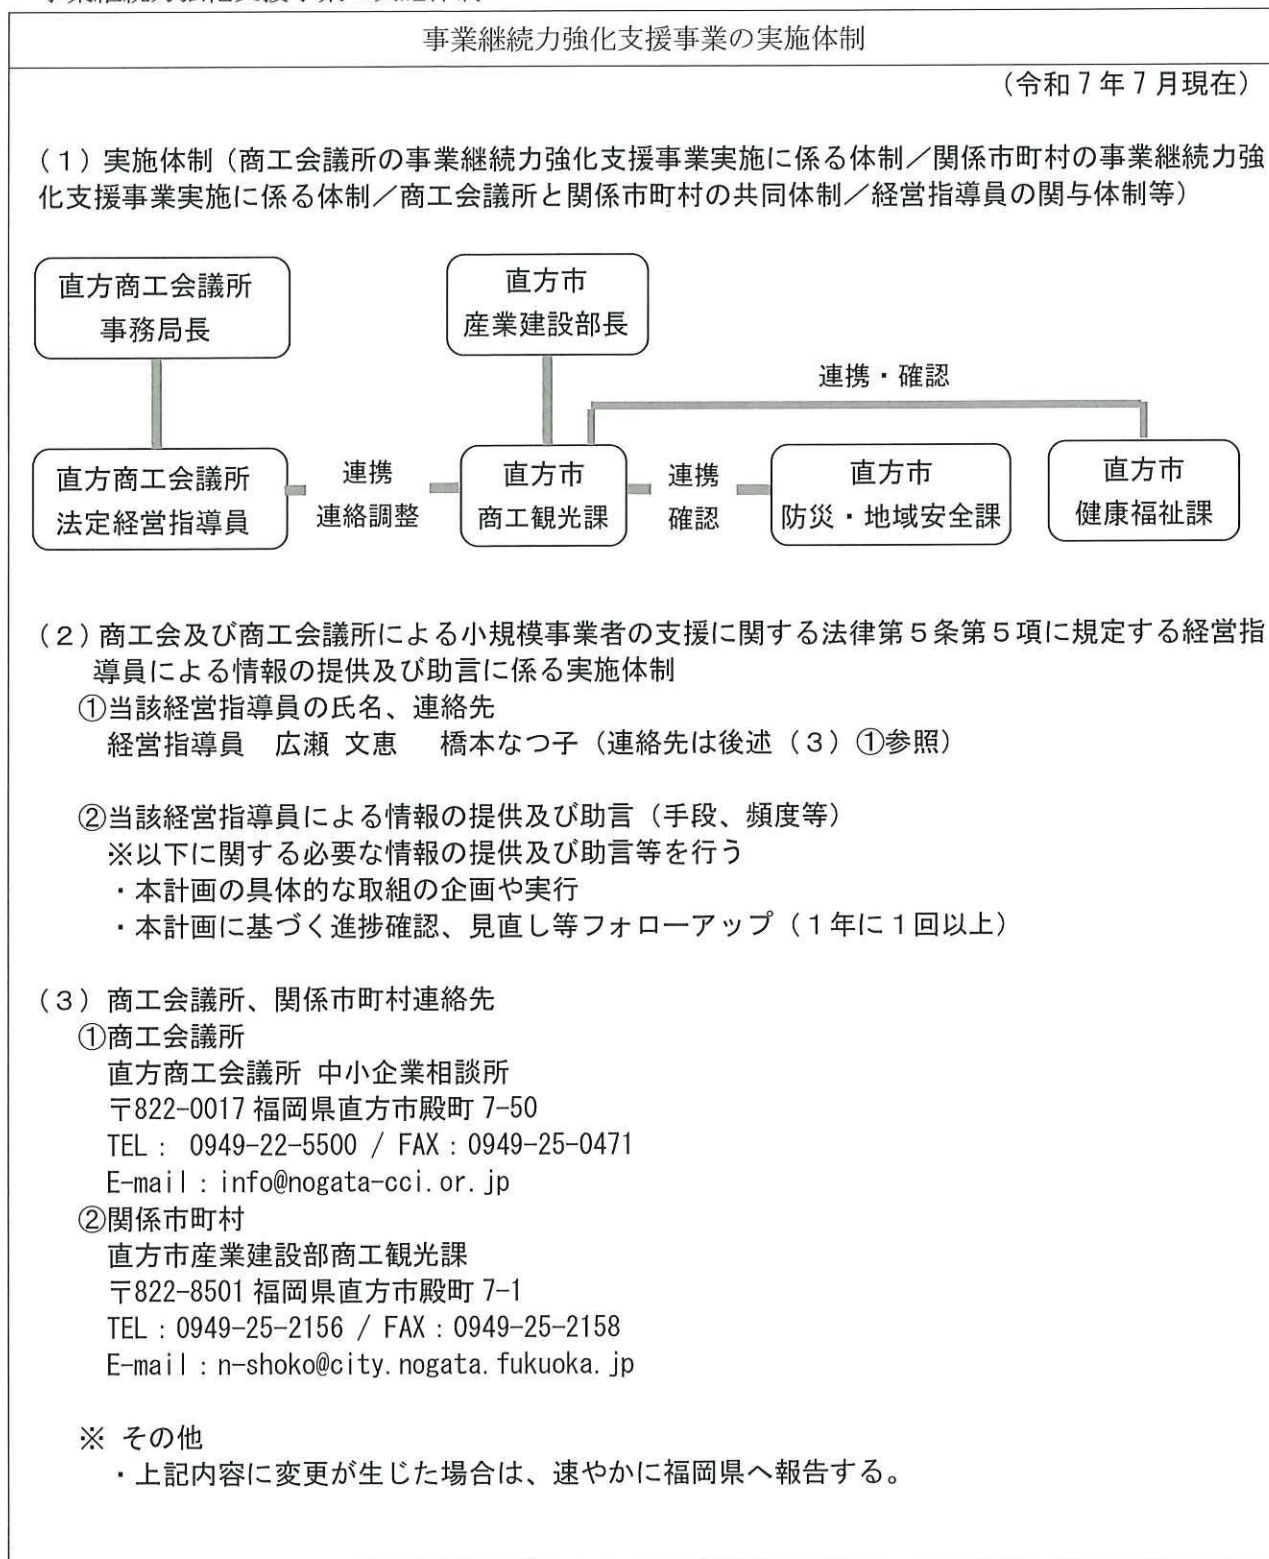 事業継続力強化支援事業の実施体制
(令和7年7月現在)
(1)実施体制(商工会議所の事業継続力強化支援事業実施に係る体制/関係市町村の事業継続力強
化支援事業実施に係る体制/商工会議所と関係市町村の共同体制/経営指導員の関与体制等)
直方商工会議所
事務局長
直方市
産業建設部長
連携・確認
直方商工会議所
法定経営指導員
連携
連絡調整
直方市
商工観光課
連携
確認
直方市
防災・地域安全課
直方市
健康福祉課
(2)商工会及び商工会議所による小規模事業者の支援に関する法律第5条第5項に規定する経営指
導員による情報の提供及び助言に係る実施体制
①当該経営指導員の氏名、連絡先
経営指導員 広瀬 文恵 橋本なつ子(連絡先は後述(3)①参照)
②当該経営指導員による情報の提供及び助言(手段、頻度等)
※以下に関する必要な情報の提供及び助言等を行う
・本計画の具体的な取組の企画や実行
・本計画に基づく進捗確認、見直し等フォローアップ(1年に1回以上)
(3)商工会議所、関係市町村連絡先
①商工会議所
直方商工会議所 中小企業相談所
〒822-0017 福岡県直方市殿町 7-50
TEL: 0949-22-5500 / FAX:0949-25-0471
E-mail:info@nogata-cci.or.jp
②関係市町村
直方市産業建設部商工観光課
〒822-8501 福岡県直方市殿町 7-1
TEL:0949-25-2156 / FAX:0949-25-2158
E-mail:n-shoko@city.nogata.fukuoka.jp
※ その他
・上記内容に変更が生じた場合は、速やかに福岡県へ報告する。